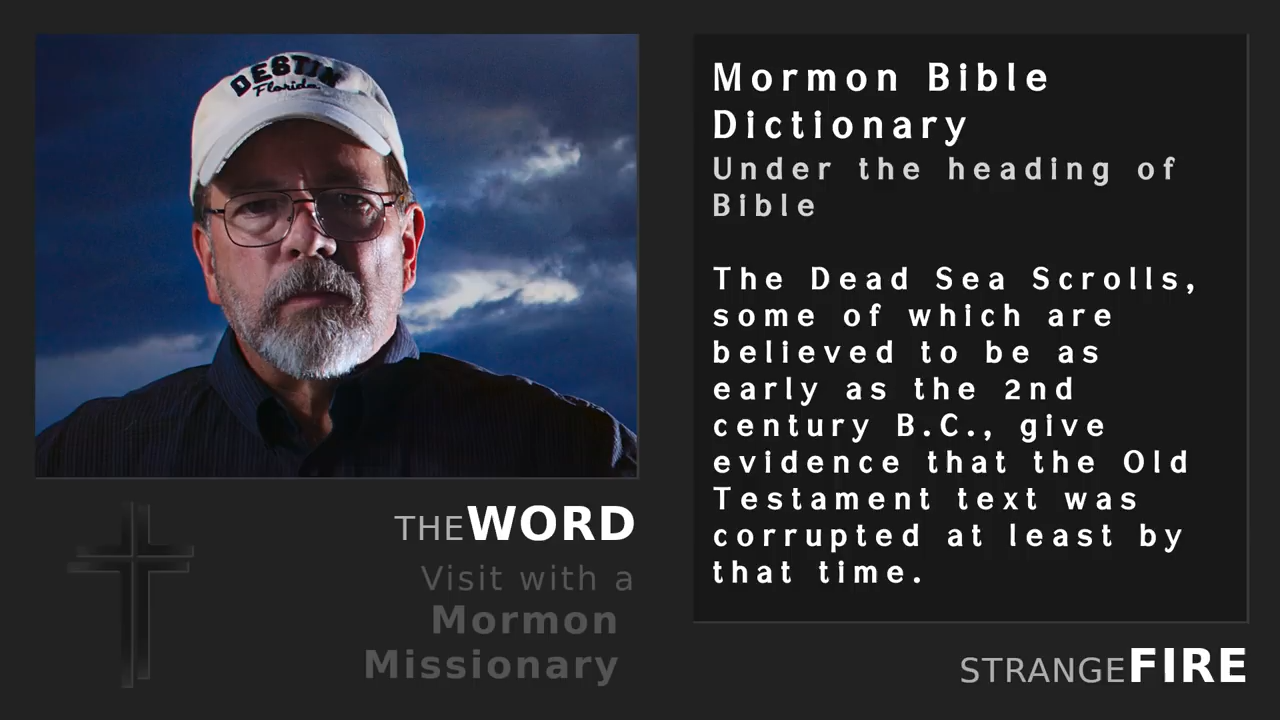 DESTIN
Florida
THEWORD
Visit with a
Mormon
Missionary
Mormon Bible
Dictionary
Under the heading of
Bible
The Dead Sea Scrolls,
some of which are
believed to be as
early as the 2nd
century B.C., give
evidence that the Old
Testament text was
corrupted at least by
that time.
STRANGEFIRE